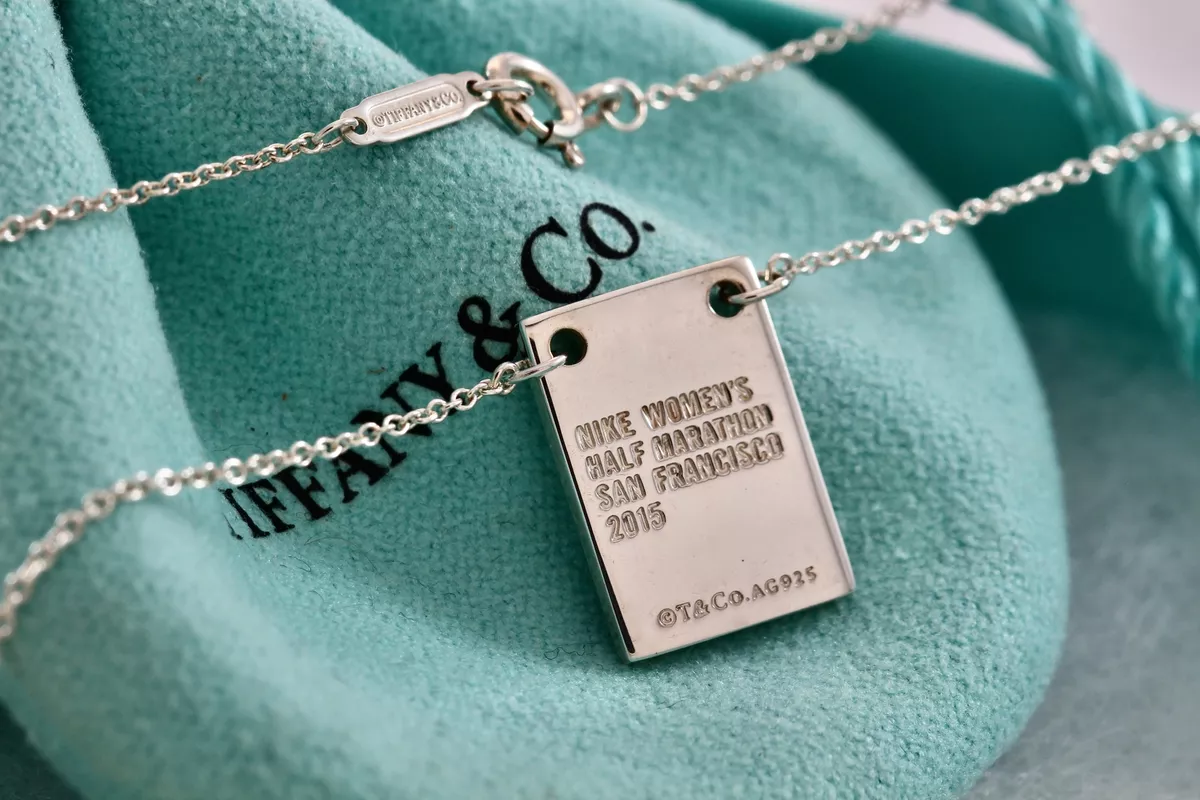 ©TIFFANY&CO.
TIFFANY & CO.
NIKE WOMEN'S
HALF MARATHON
SAN FRANCISCO
2015
©T&CO.AG925